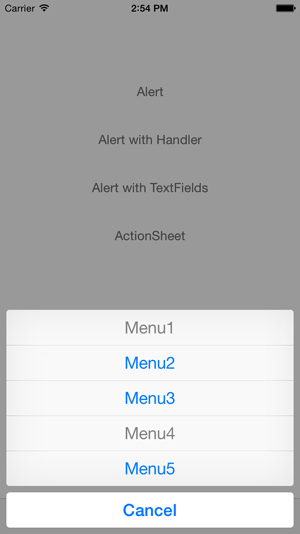 Carrier 2:54 PM
Alert
Alert with Handler
Alert with TextFields
ActionSheet
Menu1
Menu2
Menu3
Menu4
Menu5
Cancel